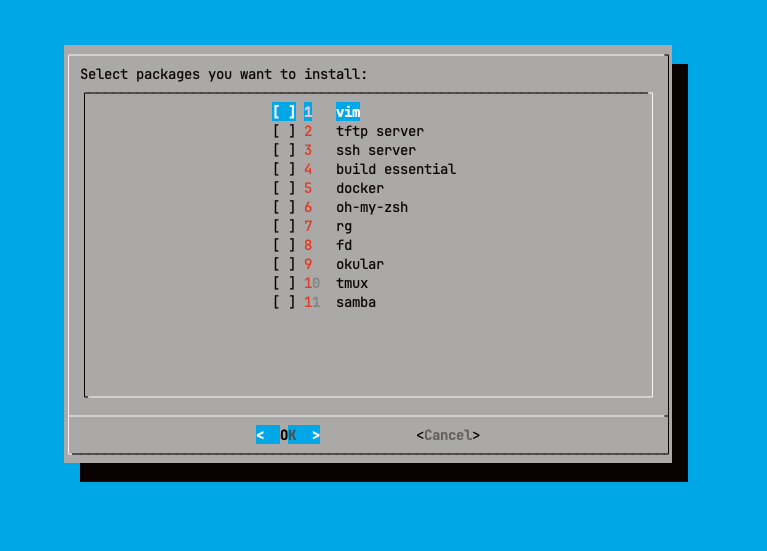 Select packages you want to install:
[ ] 1 vim
[ ] 2 tftp server
[ ] 3 ssh server
[ ] 4 build essential
[ ] 5 docker
[ ] 6 oh-my-zsh
[ ] 7 rg
[ ] 8 fd
[ ] 9 okular
[ ] 10 tmux
[ ] 11 samba
<  OK  > <Cancel>